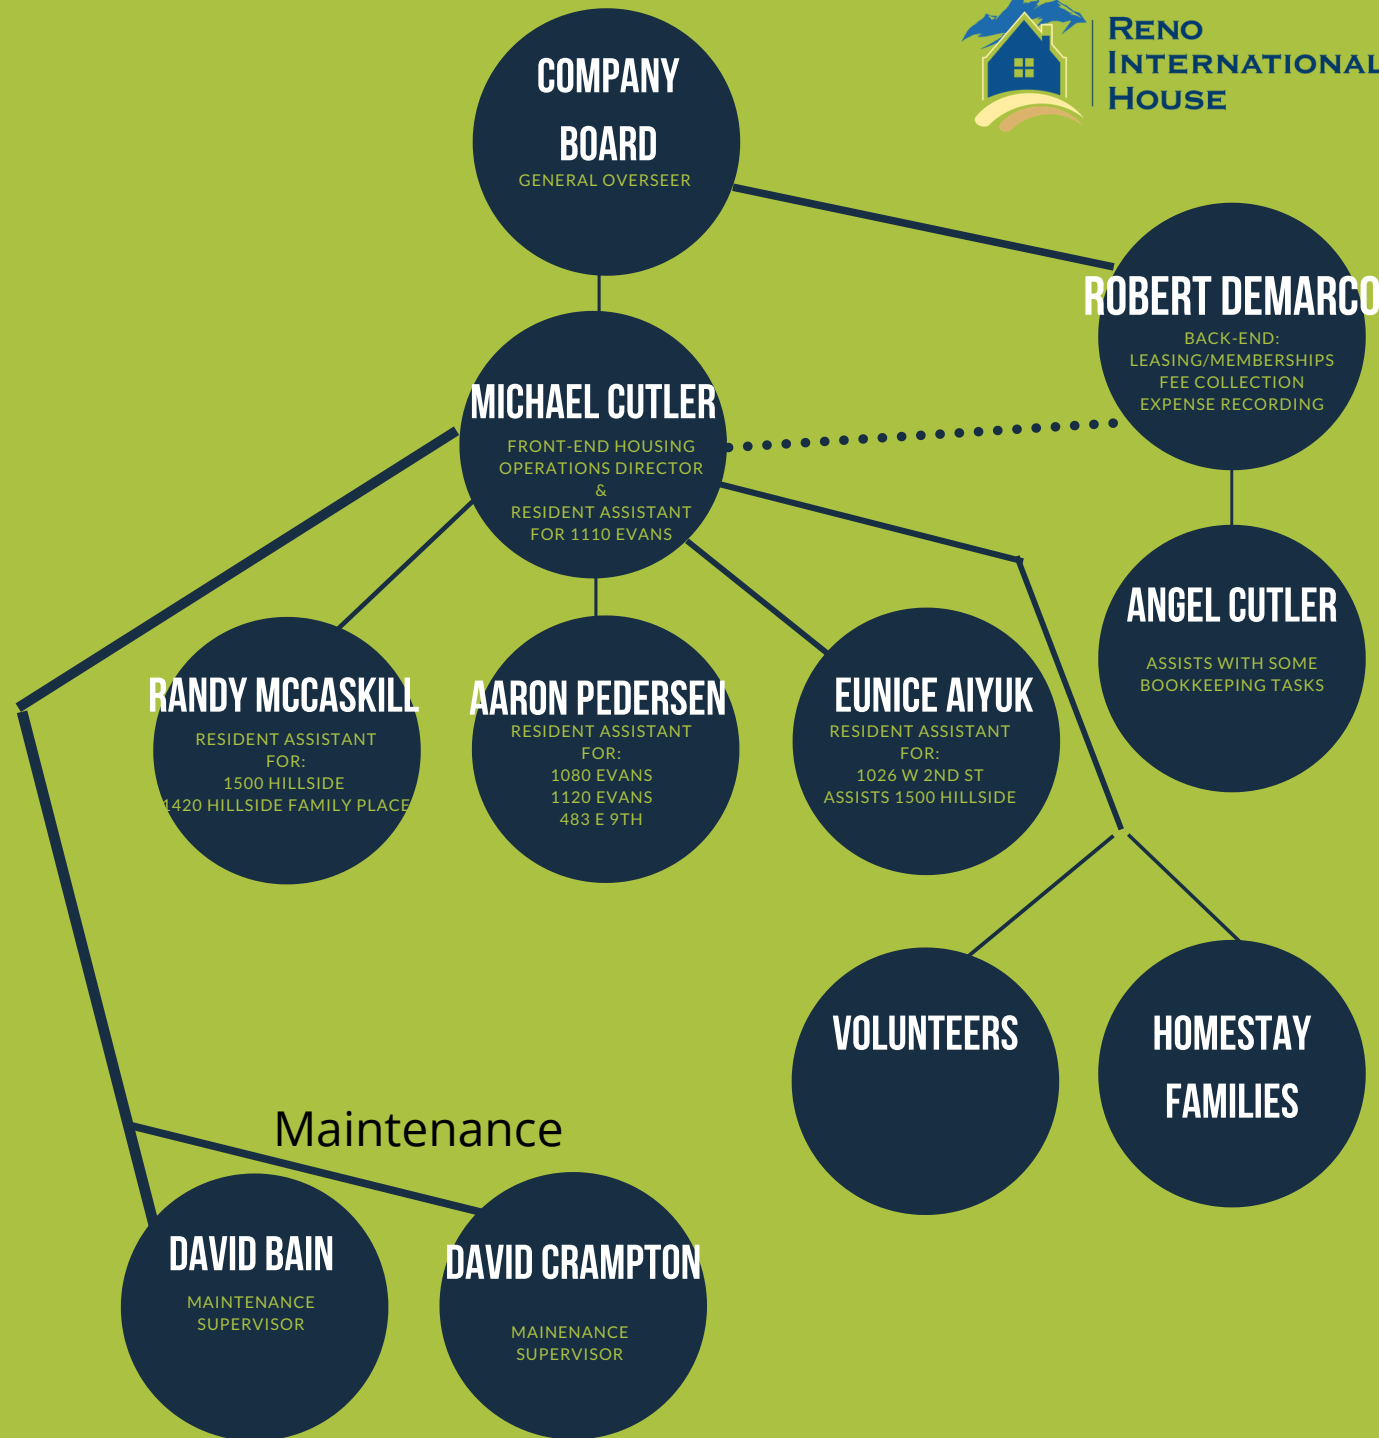 RENO
INTERNATIONAL
HOUSE
COMPANY
BOARD
GENERAL OVERSEER
ROBERT DEMARCO
BACK-END:
LEASING/MEMBERSHIPS
FEE COLLECTION
EXPENSE RECORDING
MICHAEL CUTLER
FRONT-END HOUSING
OPERATIONS DIRECTOR
&
RESIDENT ASSISTANT
FOR 1110 EVANS
ANGEL CUTLER
ASSISTS WITH SOME
BOOKKEEPING TASKS
RANDY MCCASKILL
RESIDENT ASSISTANT
FOR:
1500 HILLSIDE
1420 HILLSIDE FAMILY PLACE
AARON PEDERSEN
RESIDENT ASSISTANT
FOR:
1080 EVANS
1120 EVANS
483 E 9TH
EUNICE AIYUK
RESIDENT ASSISTANT
FOR:
1026 W 2ND ST
ASSISTS 1500 HILLSIDE
VOLUNTEERS
HOMESTAY
FAMILIES
Maintenance
DAVID BAIN
MAINTENANCE
SUPERVISOR
DAVID CRAMPTON
MAINENANCE
SUPERVISOR